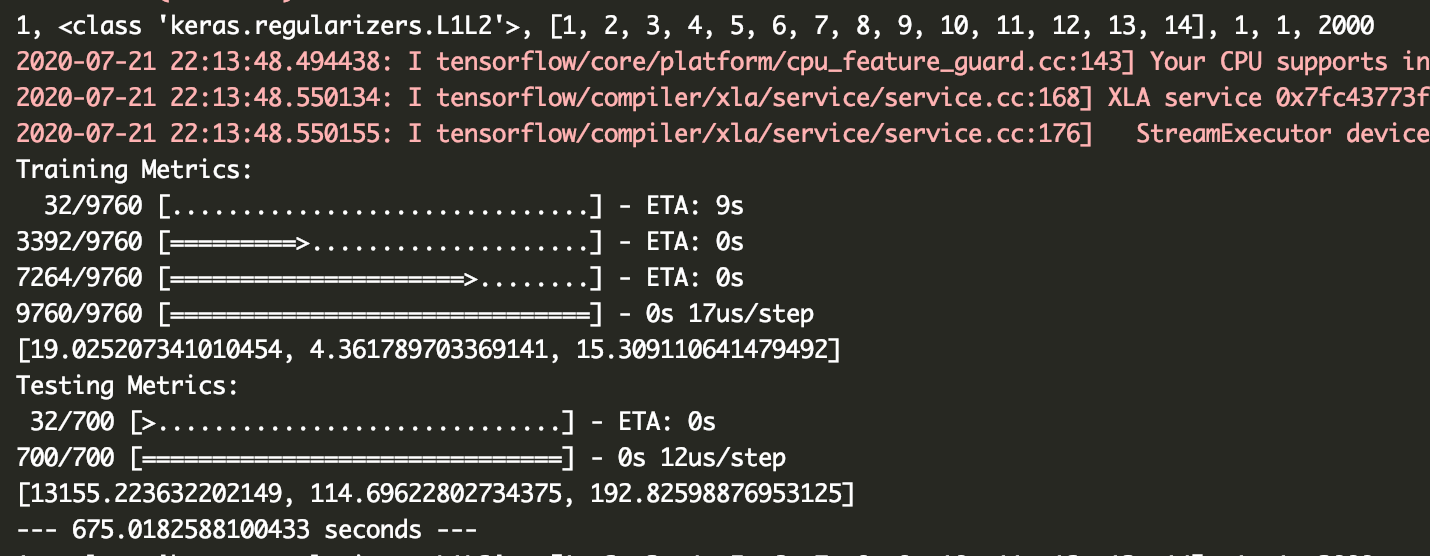 1, <class 'keras.regularizers.L1L2'>, [1, 2, 3, 4, 5, 6, 7, 8, 9, 10, 11, 12, 13, 14], 1, 1, 2000
2020-07-21 22:13:48.494438: I tensorflow/core/platform/cpu_feature_guard.cc:143] Your CPU supports in
2020-07-21 22:13:48.550134: I tensorflow/compiler/xla/service/service.cc:168] XLA service 0x7fc43773f
2020-07-21 22:13:48.550155: I tensorflow/compiler/xla/service/service.cc:176]   StreamExecutor device
Training Metrics:
  32/9760 [..............................] - ETA: 9s
3392/9760 [=========>....................] - ETA: 0s
7264/9760 [=====================>........] - ETA: 0s
9760/9760 [==============================] - 0s 17us/step
[19.025207341010454, 4.361789703369141, 15.309110641479492]
Testing Metrics:
 32/700 [>.............................] - ETA: 0s
700/700 [==============================] - 0s 12us/step
[13155.223632202149, 114.69622802734375, 192.82598876953125]
--- 675.0182588100433 seconds ---